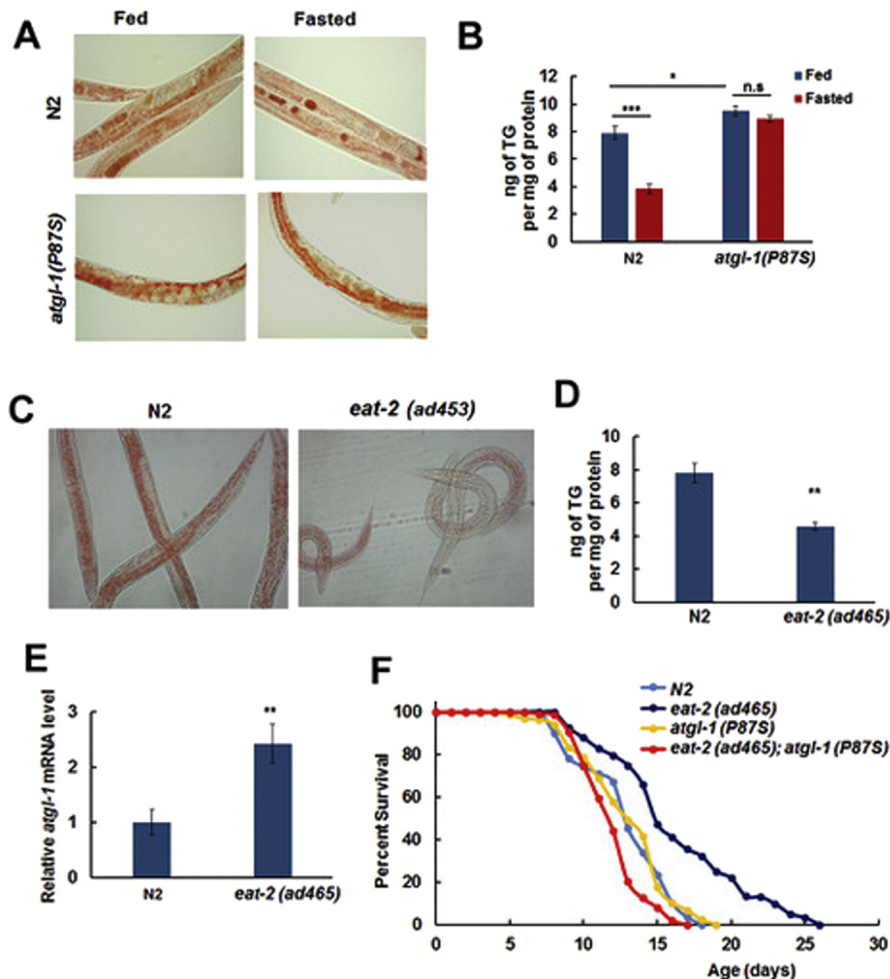 A
Fed
Fasted
N2
atgl-1(P87S)
B
ng of TG
per mg of protein
12
10
8
6
4
2
0
***
*
n.s
Fed
Fasted
N2
atgl-1(P87S)
C
N2
eat-2 (ad453)
D
ng of TG
per mg of protein
10
8
6
4
2
0
**
N2
eat-2 (ad465)
E
Relative atgl-1 mRNA level
3
2
1
0
**
N2
eat-2 (ad465)
F
N2
eat-2 (ad465)
atgl-1 (P87S)
eat-2 (ad465); atgl-1 (P87S)
Percent Survival
100
80
60
40
20
0
0
5
10
15
20
25
30
Age (days)